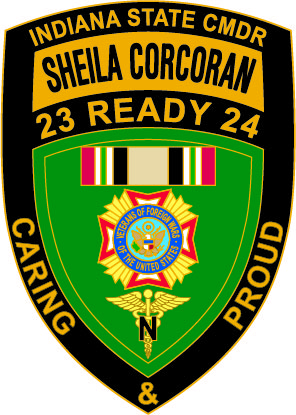 INDIANA STATE CMDR
SHEILA CORCORAN
23 READY 24
VETERANS OF FOREIGN WARS
OF THE UNITED STATES
N
CARING
&
PROUD